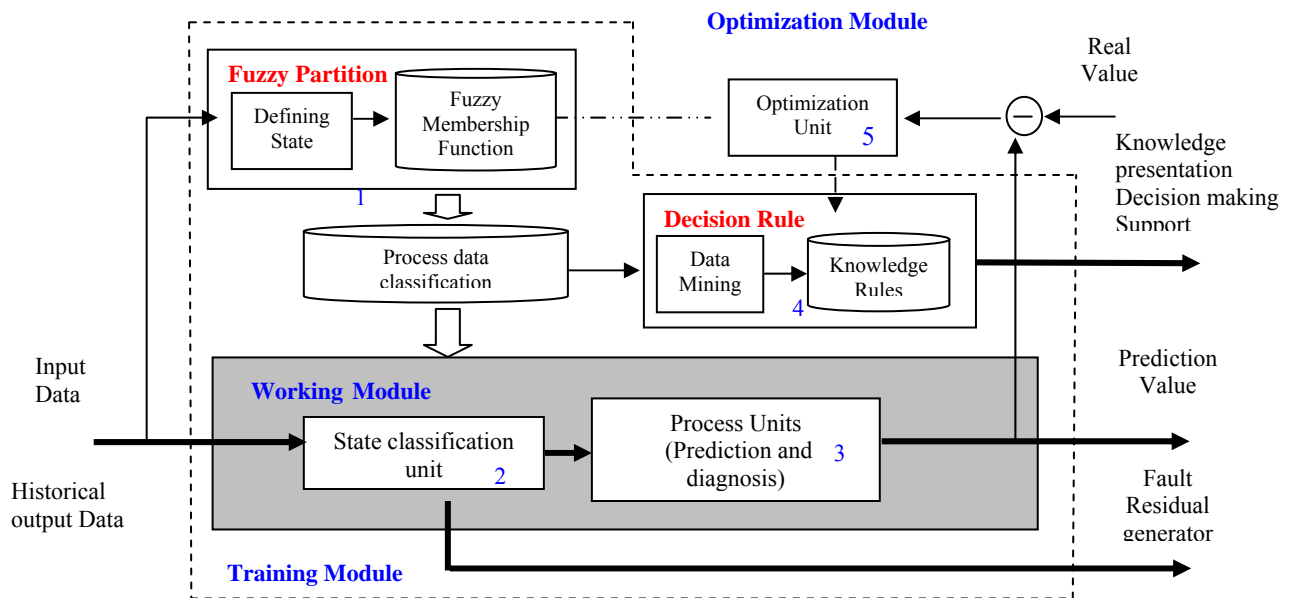 Optimization Module
Real
Value
Fuzzy Partition
Defining
State
Fuzzy
Membership
Function
1
Optimization
Unit
5
−
Knowledge
presentation
Decision making
Support
Process data
classification
Decision Rule
Data
Mining
4
Knowledge
Rules
Input
Data
Working Module
State classification
unit
2
Process Units
(Prediction and
diagnosis)
3
Prediction
Value
Historical
output Data
Fault
Residual
generator
Training Module